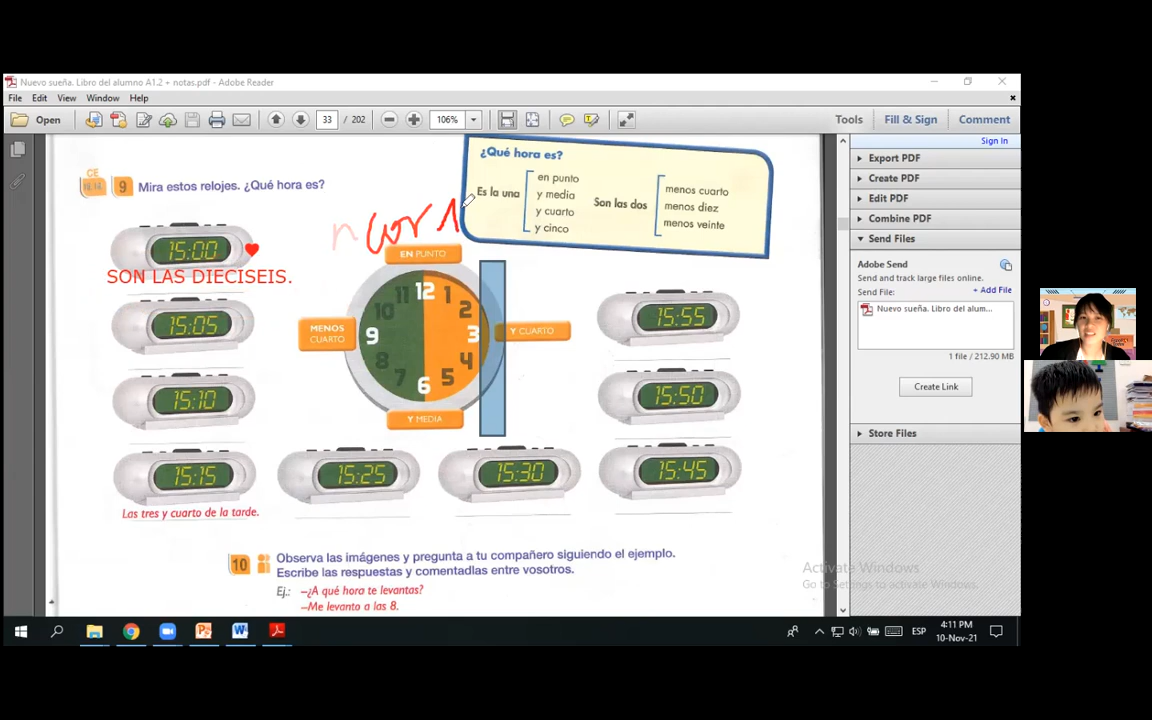 Nuevo sueña. Libro del alumno A1.2 + notas.pdf - Adobe Reader
File Edit View Window Help
Open 33 / 202 106% Tools Fill & Sign Comment
Sign In
Export PDF
Create PDF
Edit PDF
Combine PDF
Send Files
Adobe Send
Send and track large files online.
Send File: + Add File
Libro del alum...
1 file / 212.90 MB
Create Link
Store Files
CE
9 Mira estos relojes. ¿Qué hora es?
¿Qué hora es?
Es la una
en punto
y media
y cuarto
y cinco
Son las dos
menos cuarto
menos diez
menos veinte
15:00
SON LAS DIECISEIS.
15:05
15:10
15:15
Las tres y cuarto de la tarde.
15:25
15:30
15:45
15:50
15:55
EN PUNTO
Y CUARTO
Y MEDIA
MENOS CUARTO
12 1 2 3 4 5 6 7 8 9 10 11
10 Observa las imágenes y pregunta a tu compañero siguiendo el ejemplo.
Escribe las respuestas y comentadlas entre vosotros.
Ej.: –¿A qué hora te levantas?
–Me levanto a las 8.
Activate Windows
Go to Settings to activate Windows.
ESP
4:11 PM
10-Nov-21